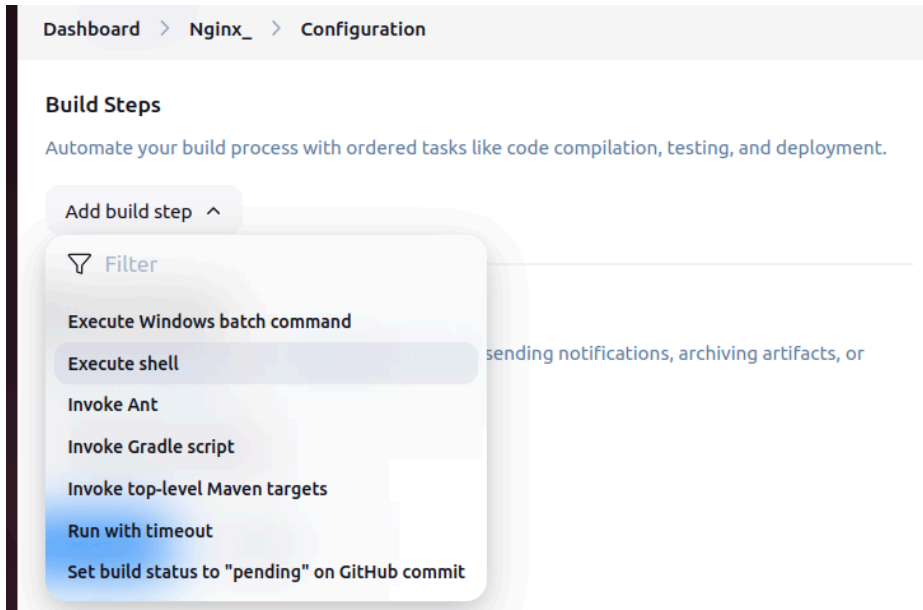 Dashboard > Nginx_ > Configuration
Build Steps
Automate your build process with ordered tasks like code compilation, testing, and deployment.
Add build step
Filter
Execute Windows batch command
Execute shell
sending notifications, archiving artifacts, or
Invoke Ant
Invoke Gradle script
Invoke top-level Maven targets
Run with timeout
Set build status to "pending" on GitHub commit